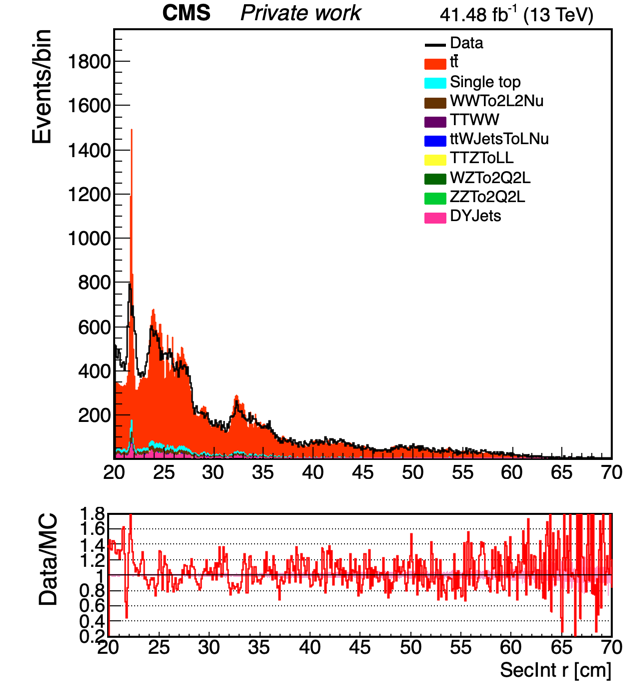 CMS Private work 41.48 fb⁻¹ (13 TeV)
Events/bin
1800
1600
1400
1200
1000
800
600
400
200
Data
tt̄
Single top
WWTo2L2Nu
TTWW
ttWJetsToLNu
TTZToLL
WZTo2Q2L
ZZTo2Q2L
DYJets
20 25 30 35 40 45 50 55 60 65 70
Data/MC
1.8
1.6
1.4
1.2
1
0.8
0.6
0.4
0.2
20 25 30 35 40 45 50 55 60 65 70
SecInt r [cm]